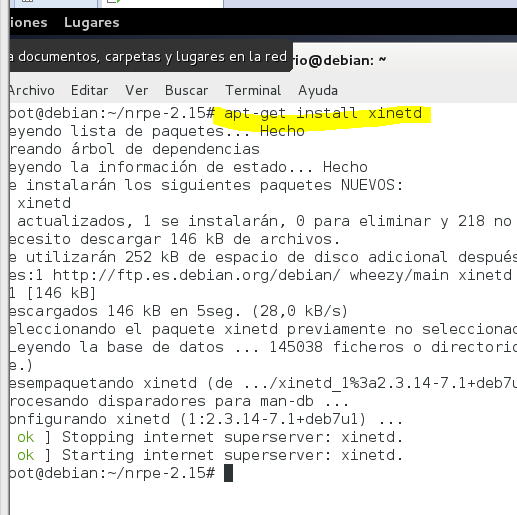 iones Lugares
a documentos, carpetas y lugares en la red
rio@debian: ~
Archivo Editar Ver Buscar Terminal Ayuda
oot@debian:~/nrpe-2.15# apt-get install xinetd
eyendo lista de paquetes... Hecho
reando árbol de dependencias
eyendo la información de estado... Hecho
e instalarán los siguientes paquetes NUEVOS:
xinetd
actualizados, 1 se instalarán, 0 para eliminar y 218 no
ecesito descargar 146 kB de archivos.
e utilizarán 252 kB de espacio de disco adicional despué
es:1 http://ftp.es.debian.org/debian/ wheezy/main xinetd
1 [146 kB]
escargados 146 kB en 5seg. (28,0 kB/s)
eleccionando el paquete xinetd previamente no seleccionad
Leyendo la base de datos ... 145038 ficheros o directorio
e.)
esempaquetando xinetd (de .../xinetd_1%3a2.3.14-7.1+deb7u
rocesando disparadores para man-db ...
onfigurando xinetd (1:2.3.14-7.1+deb7u1) ...
ok ] Stopping internet superserver: xinetd.
ok ] Starting internet superserver: xinetd.
oot@debian:~/nrpe-2.15#